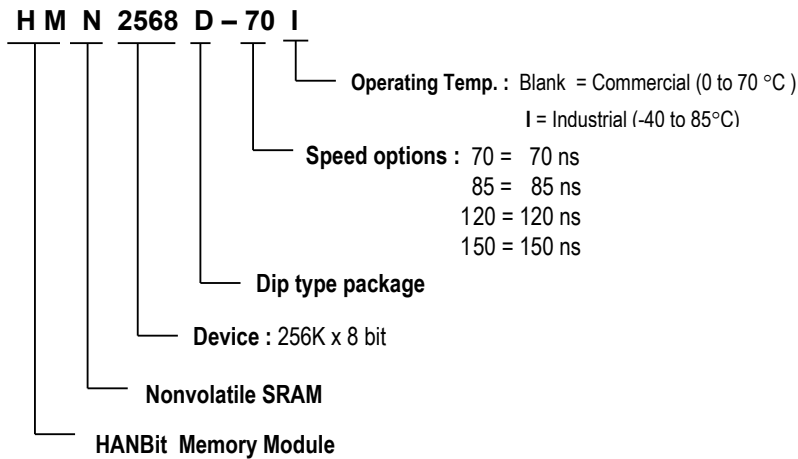 H M N 2568 D – 70 I
Operating Temp. : Blank = Commercial (0 to 70 °C )
I = Industrial (-40 to 85°C)
Speed options : 70 = 70 ns
85 = 85 ns
120 = 120 ns
150 = 150 ns
Dip type package
Device : 256K x 8 bit
Nonvolatile SRAM
HANBit Memory Module